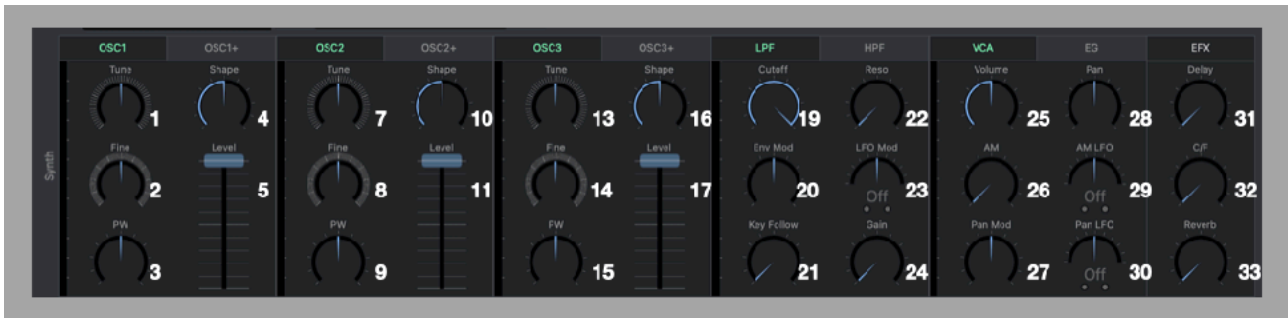 OSC1 OSC1+ OSC2 OSC2+ OSC3 OSC3+ LPF HPF VCA EG EFX
Tune Shape Tune Shape Tune Shape Cutoff Reso Volume Pan Delay
1 4 7 10 13 16 19 22 25 28 31
Fine Level Fine Level Fine Level Env Mod LFO Mod AM AM LFO C/F
Synth
2 5 8 11 14 17 20 Off 23 26 Off 29 32
PW PW PW Key Follow Gain Pan Mod Pan LFO Reverb
3 9 15 21 24 27 Off 30 33